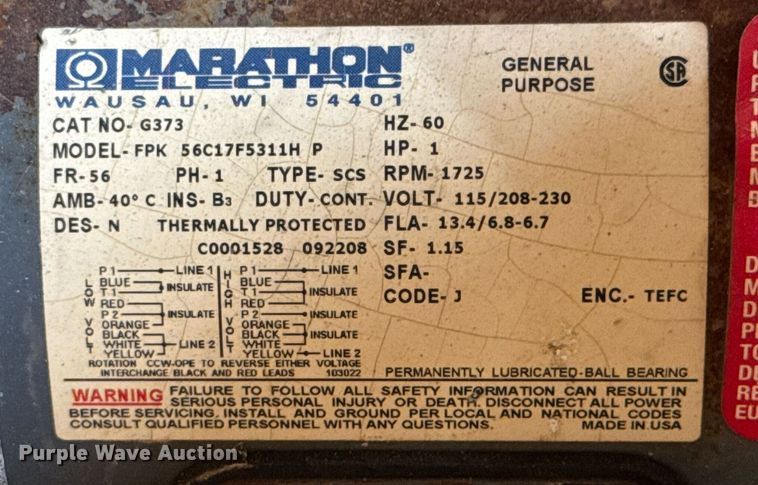 MARATHON®
ELECTRIC
WAUSAU, WI 54401
GENERAL
PURPOSE
CAT NO- G373
HZ- 60
MODEL- FPK 56C17F5311H P
HP- 1
FR- 56 PH- 1 TYPE- SCS
RPM- 1725
AMB- 40° C INS- B3 DUTY- CONT.
VOLT- 115/208-230
DES- N THERMALLY PROTECTED
FLA- 13.4/6.8-6.7
C0001528 092208
SF- 1.15
SFA-
CODE- J ENC.- TEFC
LOW VOLT
P1 LINE 1
BLUE
T1 INSULATE
RED
P2 INSULATE
ORANGE
BLACK
WHITE LINE 2
YELLOW
HIGH VOLT
P1 LINE 1
BLUE
T1 INSULATE
RED
P2
ORANGE
BLACK INSULATE
WHITE
YELLOW LINE 2
ROTATION CCW-OPE TO REVERSE EITHER VOLTAGE
INTERCHANGE BLACK AND RED LEADS 103022
PERMANENTLY LUBRICATED-BALL BEARING
WARNING FAILURE TO FOLLOW ALL SAFETY INFORMATION CAN RESULT IN
SERIOUS PERSONAL INJURY OR DEATH. DISCONNECT ALL POWER
BEFORE SERVICING. INSTALL AND GROUND PER LOCAL AND NATIONAL CODES
CONSULT QUALIFIED PERSONNEL WITH ANY QUESTIONS. MADE IN USA
Purple Wave Auction